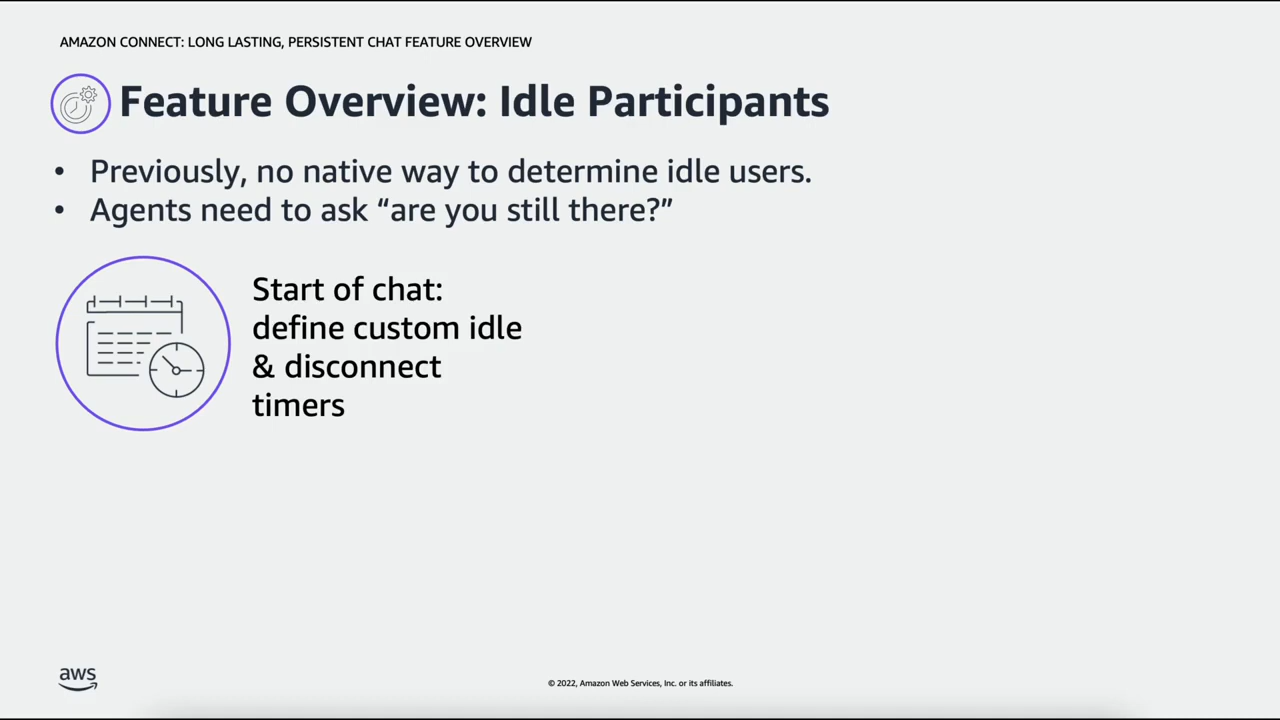 AMAZON CONNECT: LONG LASTING, PERSISTENT CHAT FEATURE OVERVIEW
Feature Overview: Idle Participants
• Previously, no native way to determine idle users.
• Agents need to ask “are you still there?”
Start of chat:
define custom idle
& disconnect
timers
aws
© 2022, Amazon Web Services, Inc. or its affiliates.